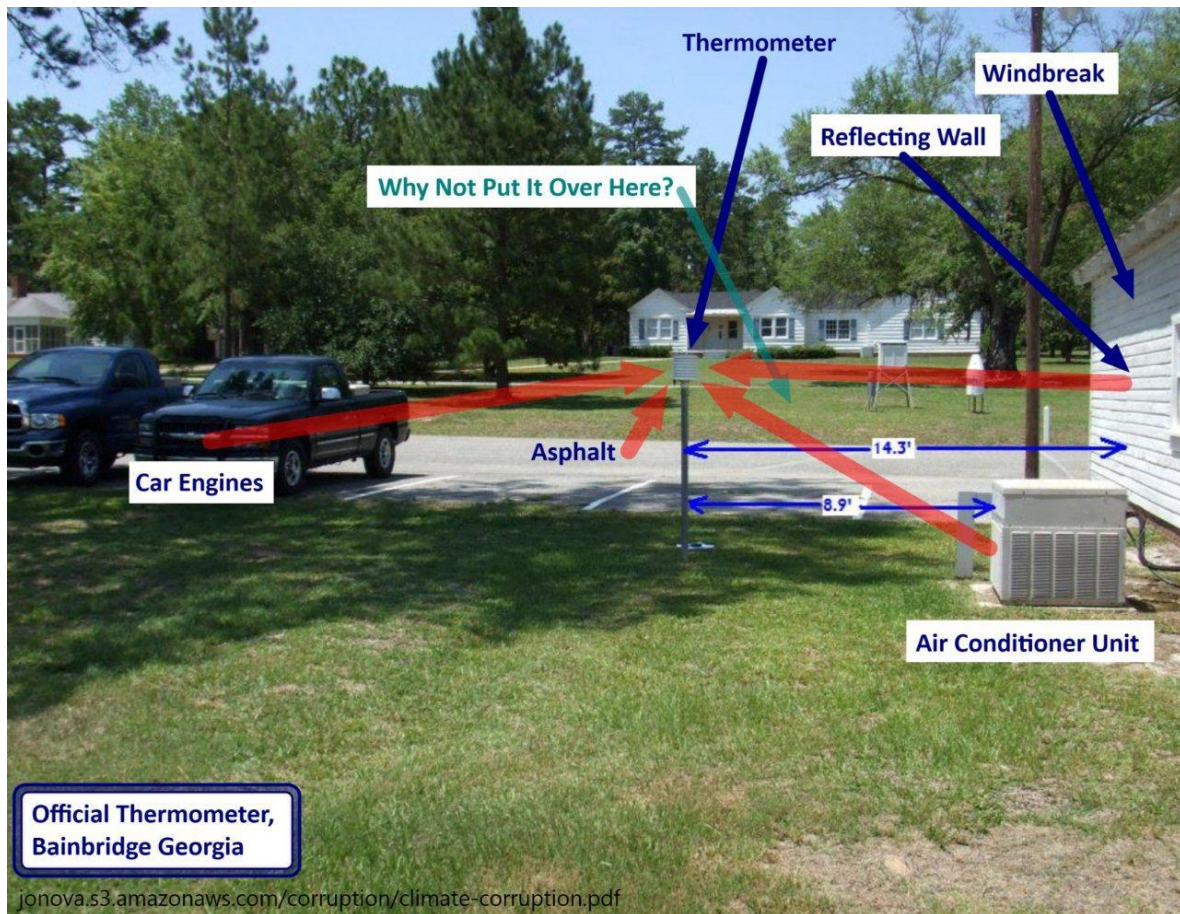 Thermometer
Windbreak
Reflecting Wall
Why Not Put It Over Here?
14.3'
Asphalt
Car Engines
8.9'
Air Conditioner Unit
Official Thermometer,
Bainbridge Georgia
jonova.s3.amazonaws.com/corruption/climate-corruption.pdf